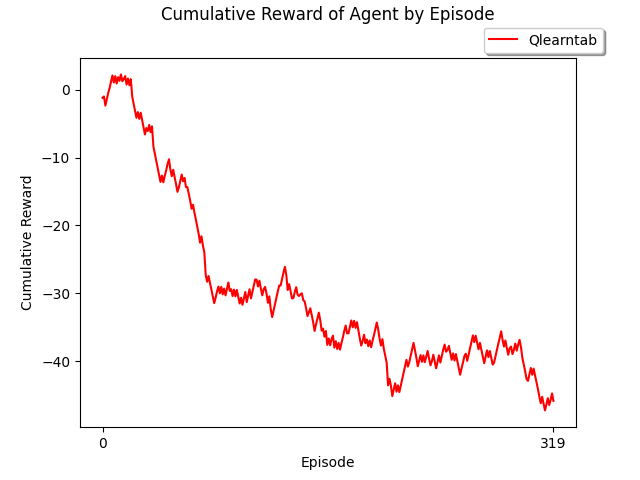 Cumulative Reward of Agent by Episode
Qlearntab
0
−10
−20
−30
−40
Cumulative Reward
0
319
Episode